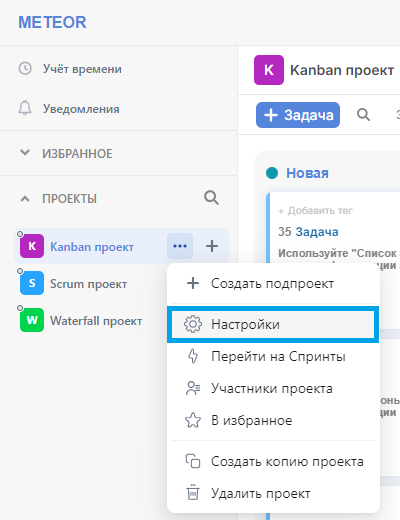 METEOR
Учёт времени
Уведомления
ИЗБРАННОЕ
ПРОЕКТЫ
K Kanban проект
S Scrum проект
W Waterfall проект
K Kanban проект
+ Задача
Новая
+ Добавить тег
35 Задача
Используйте "Список
Создать подпроект
Настройки
Перейти на Спринты
Участники проекта
В избранное
Создать копию проекта
Удалить проект